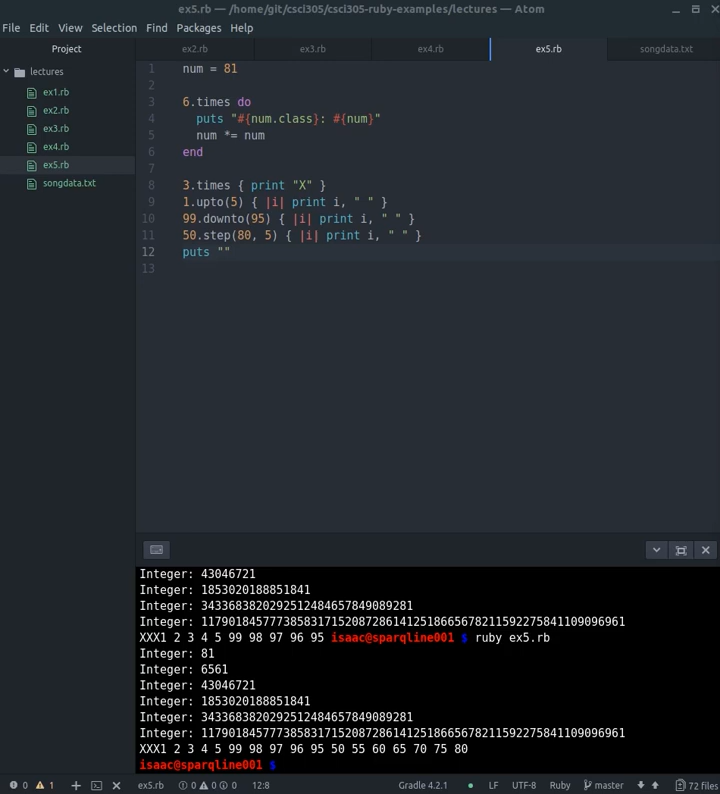 ex5.rb — /home/git/csci305/csci305-ruby-examples/lectures — Atom
File Edit View Selection Find Packages Help
Project
ex2.rb ex3.rb ex4.rb ex5.rb songdata.txt
lectures
ex1.rb
ex2.rb
ex3.rb
ex4.rb
ex5.rb
songdata.txt
1 num = 81
2
3 6.times do
4 puts "#{num.class}: #{num}"
5 num *= num
6 end
7
8 3.times { print "X" }
9 1.upto(5) { |i| print i, " " }
10 99.downto(95) { |i| print i, " " }
11 50.step(80, 5) { |i| print i, " " }
12 puts ""
13
Integer: 43046721
Integer: 1853020188851841
Integer: 3433683820292512484657849089281
Integer: 11790184577738583171520872861412518665678211592275841109096961
XXX1 2 3 4 5 99 98 97 96 95 isaac@sparqline001 $ ruby ex5.rb
Integer: 81
Integer: 6561
Integer: 43046721
Integer: 1853020188851841
Integer: 3433683820292512484657849089281
Integer: 11790184577738583171520872861412518665678211592275841109096961
XXX1 2 3 4 5 99 98 97 96 95 50 55 60 65 70 75 80
isaac@sparqline001 $
0 1 ex5.rb 0 0 0 12:8 Gradle 4.2.1 LF UTF-8 Ruby master 72 files